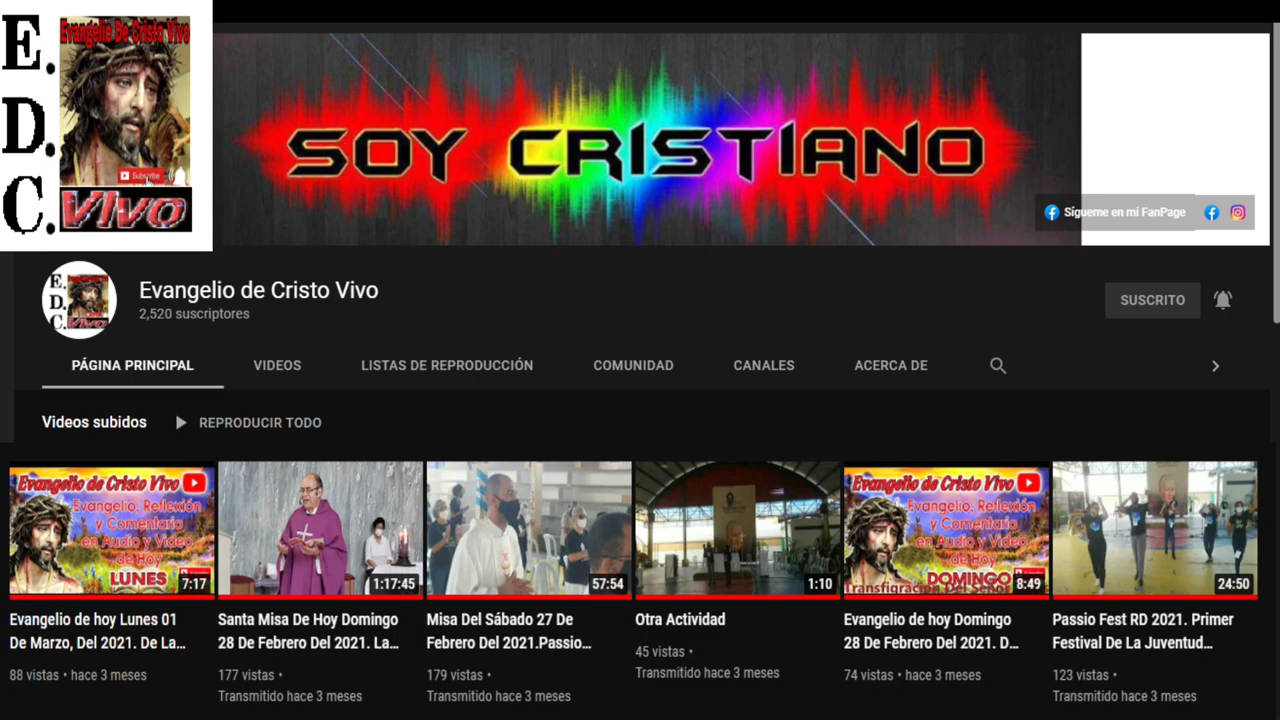 E.
D.
C.
Evangelio De Cristo Vivo
Subscribe
Vivo
SOY CRISTIANO
Sígueme en mi FanPage
E.
D.
C.
Vivo
Evangelio de Cristo Vivo
2,520 suscriptores
SUSCRITO
PÁGINA PRINCIPAL
VIDEOS
LISTAS DE REPRODUCCIÓN
COMUNIDAD
CANALES
ACERCA DE
Videos subidos
REPRODUCIR TODO
Evangelio de Cristo Vivo
Evangelio, Reflexión
y Comentario
en Audio y Video
de Hoy
LUNES
7:17
Evangelio de hoy Lunes 01
De Marzo, Del 2021. De La...
88 vistas • hace 3 meses
1:17:45
Santa Misa De Hoy Domingo
28 De Febrero Del 2021. La...
177 vistas •
Transmitido hace 3 meses
57:54
Misa Del Sábado 27 De
Febrero Del 2021.Passio...
179 vistas •
Transmitido hace 3 meses
1:10
Otra Actividad
45 vistas •
Transmitido hace 3 meses
Evangelio de Cristo Vivo
Evangelio, Reflexión
y Comentario
en Audio y Video
de Hoy
DOMINGO
Transfigración Del Señor
8:49
Evangelio de hoy Domingo
28 De Febrero Del 2021. D...
74 vistas • hace 3 meses
24:50
Passio Fest RD 2021. Primer
Festival De La Juventud...
123 vistas •
Transmitido hace 3 meses